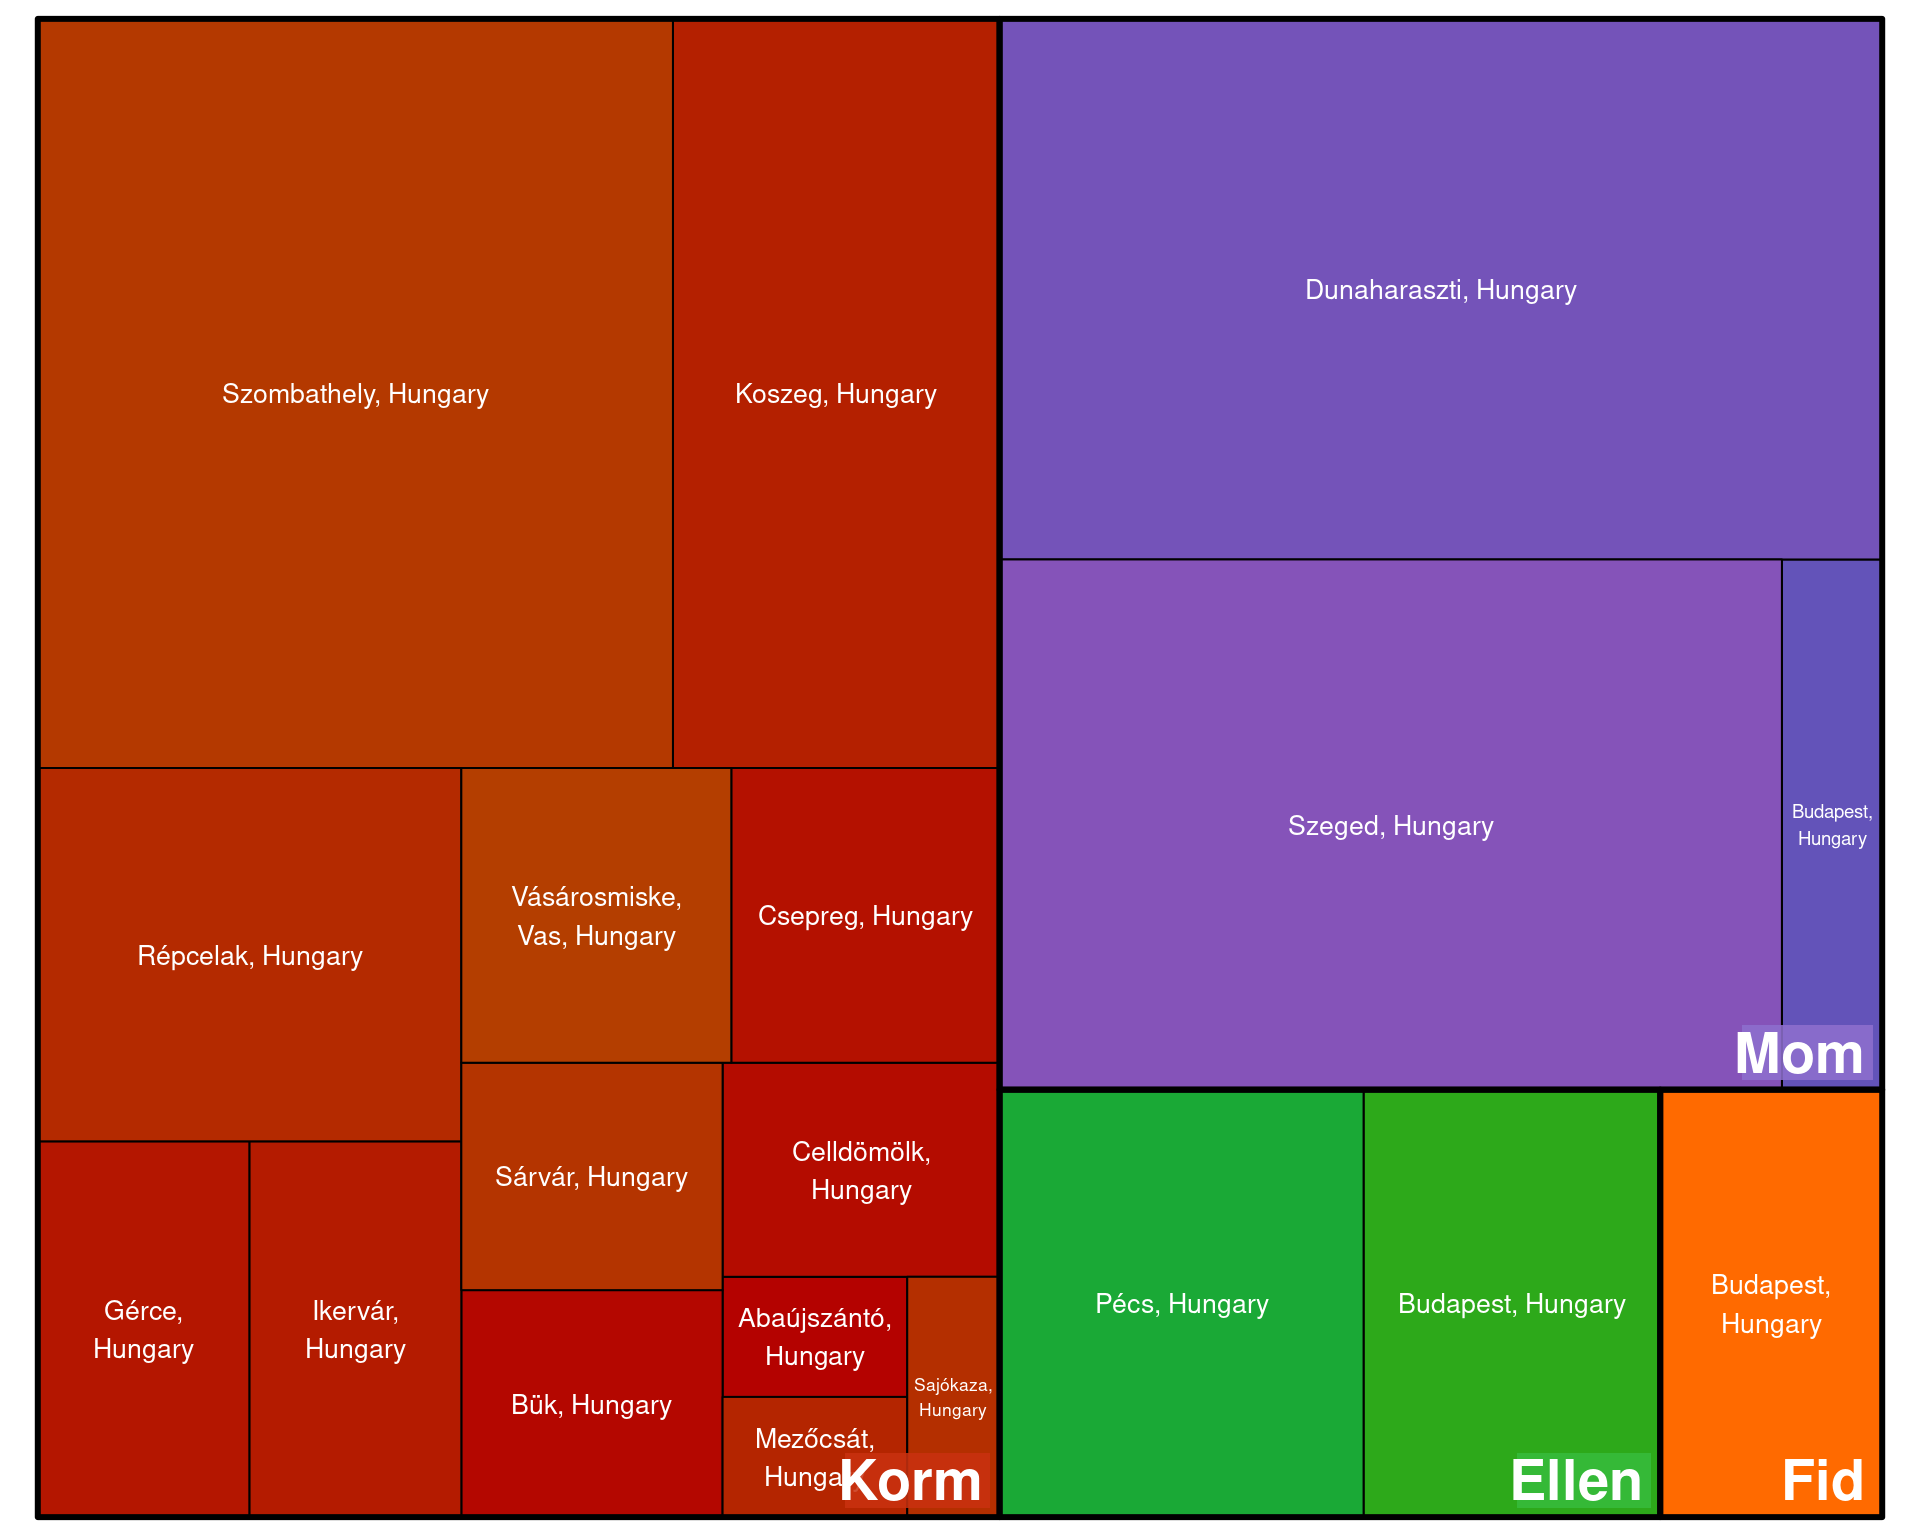 Szombathely, Hungary
Koszeg, Hungary
Dunaharaszti, Hungary
Szeged, Hungary
Budapest,
Hungary
Mom
Répcelak, Hungary
Vásárosmiske,
Vas, Hungary
Csepreg, Hungary
Sárvár, Hungary
Celldömölk,
Hungary
Gérce,
Hungary
Ikervár,
Hungary
Bük, Hungary
Abaújszántó,
Hungary
Mezőcsát,
Hunga
Sajókaza,
Hungary
Korm
Pécs, Hungary
Budapest, Hungary
Ellen
Budapest,
Hungary
Fid